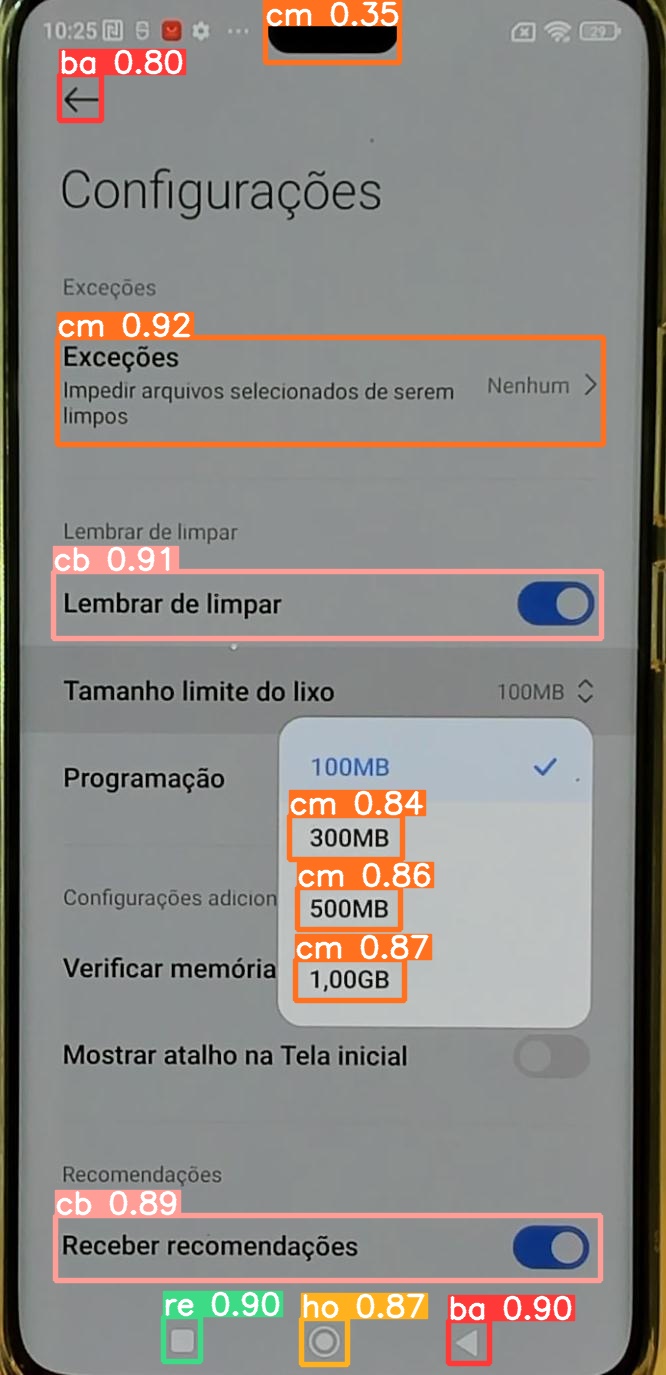 cm 0.35
10:25
29
ba 0.80
Configurações
Exceções
cm 0.92
Exceções
Impedir arquivos selecionados de serem
limpos
Nenhum
Lembrar de limpar
cb 0.91
Lembrar de limpar
Tamanho limite do lixo 100MB
100MB
Programação
cm 0.84
300MB
cm 0.86
Configurações adicion
500MB
cm 0.87
Verificar memória
1,00GB
Mostrar atalho na Tela inicial
Recomendações
cb 0.89
Receber recomendações
re 0.90 ho 0.87 ba 0.90